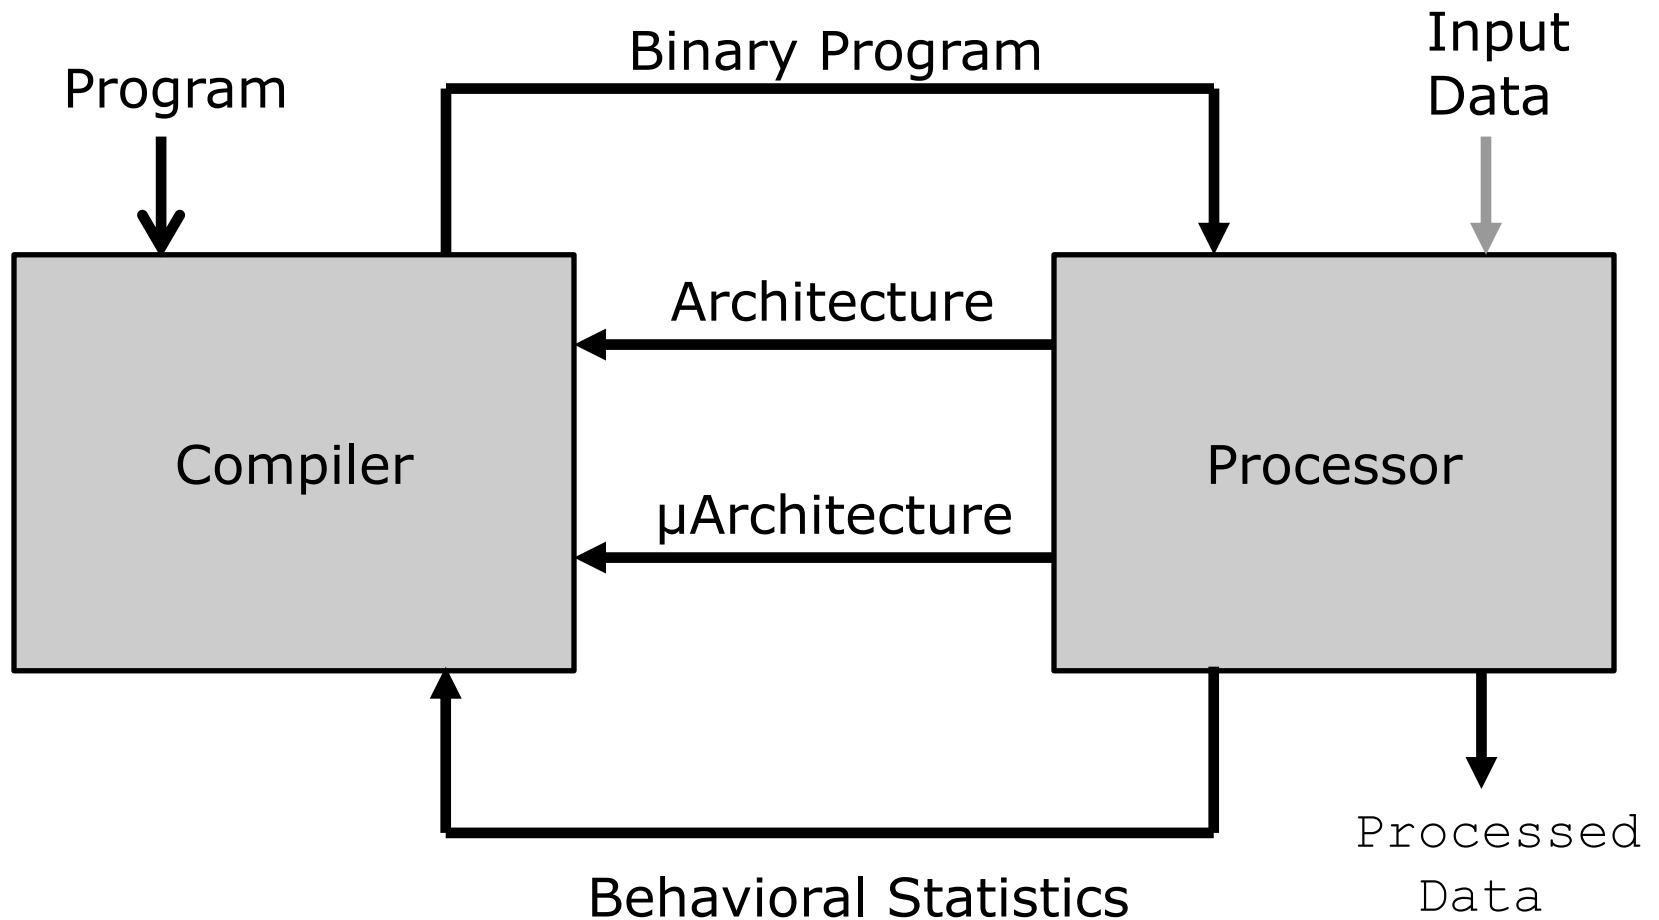 Program
Binary Program
Input
Data
Architecture
Compiler
Processor
µArchitecture
Behavioral Statistics
Processed
Data